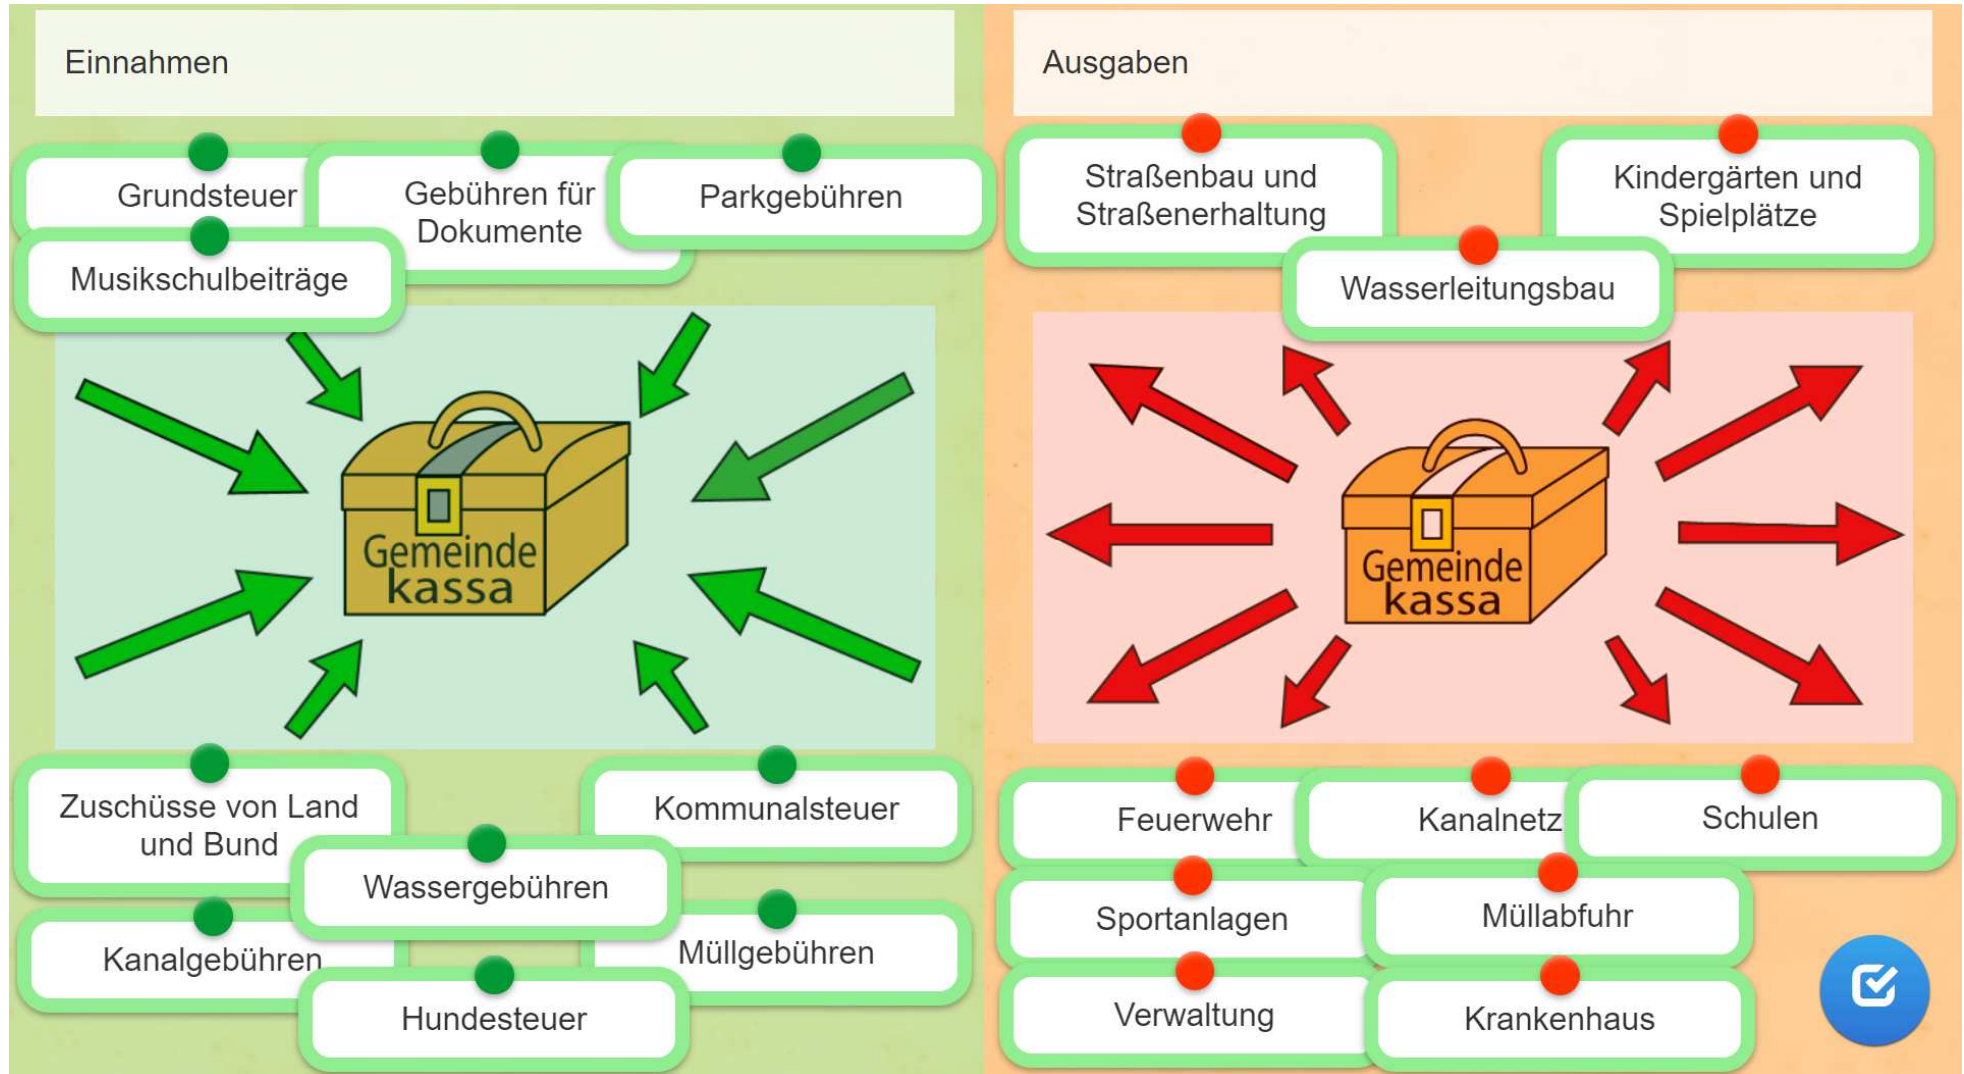 Einnahmen
Grundsteuer
Gebühren für
Dokumente
Parkgebühren
Musikschulbeiträge
Gemeinde
kassa
Zuschüsse von Land
und Bund
Kommunalsteuer
Wassergebühren
Kanalgebühren
Müllgebühren
Hundesteuer
Ausgaben
Straßenbau und
Straßenerhaltung
Kindergärten und
Spielplätze
Wasserleitungsbau
Gemeinde
kassa
Feuerwehr
Kanalnetz
Schulen
Sportanlagen
Müllabfuhr
Verwaltung
Krankenhaus